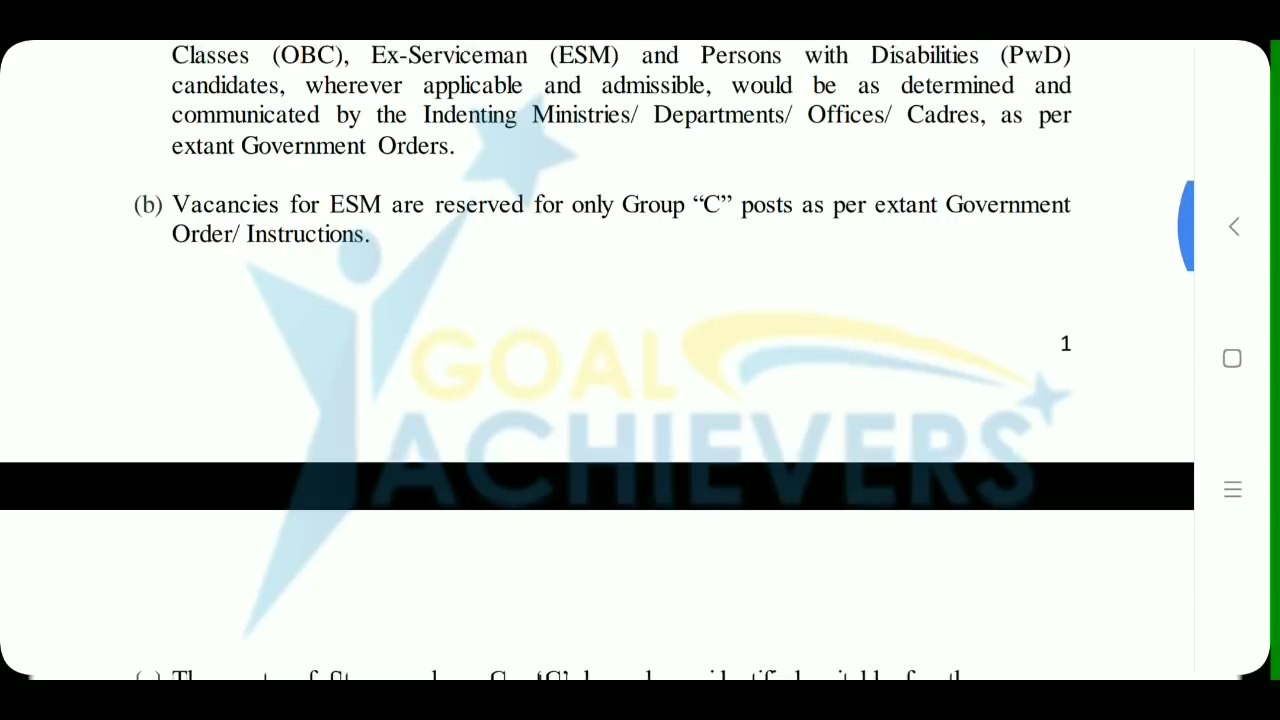 Classes (OBC), Ex-Serviceman (ESM) and Persons with Disabilities (PwD)
candidates, wherever applicable and admissible, would be as determined and
communicated by the Indenting Ministries/ Departments/ Offices/ Cadres, as per
extant Government Orders.
(b) Vacancies for ESM are reserved for only Group “C” posts as per extant Government
Order/ Instructions.
1
GOAL
ACHIEVERS